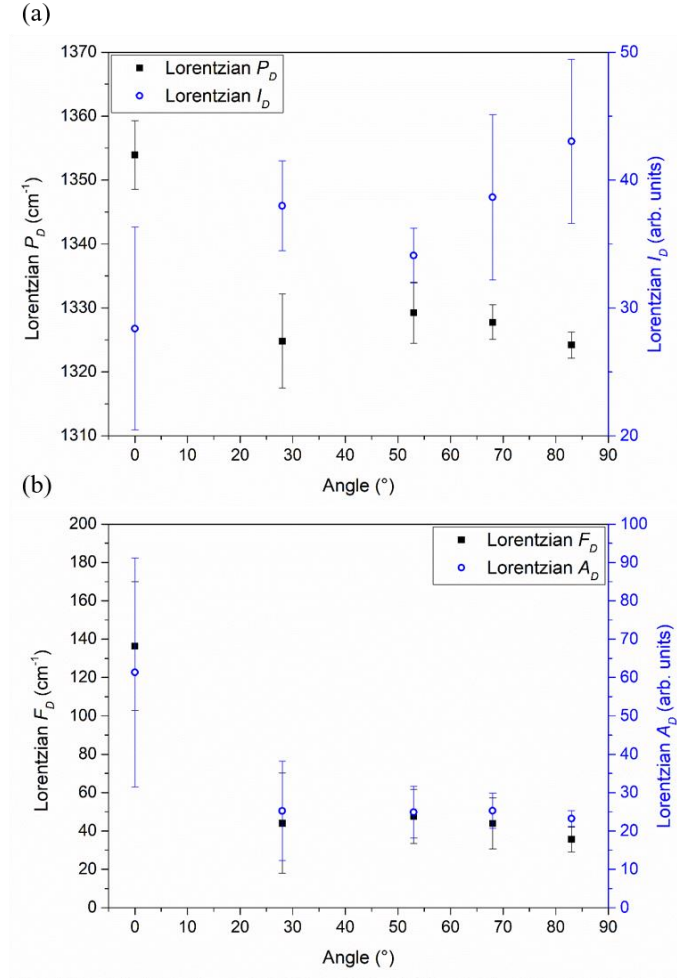 (a)
1370
1360
1350
1340
1330
1320
1310
Lorentzian P_D (cm⁻¹)
Lorentzian P_D
Lorentzian I_D
50
40
30
20
Lorentzian I_D (arb. units)
0 10 20 30 40 50 60 70 80 90
Angle (°)
(b)
200
180
160
140
120
100
80
60
40
20
0
Lorentzian F_D (cm⁻¹)
Lorentzian F_D
Lorentzian A_D
100
90
80
70
60
50
40
30
20
10
0
Lorentzian A_D (arb. units)
0 10 20 30 40 50 60 70 80 90
Angle (°)